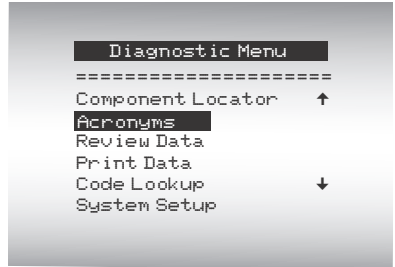 Diagnostic Menu
=====================
Component Locator ↑
Acronyms
Review Data
Print Data
Code Lookup ↓
System Setup